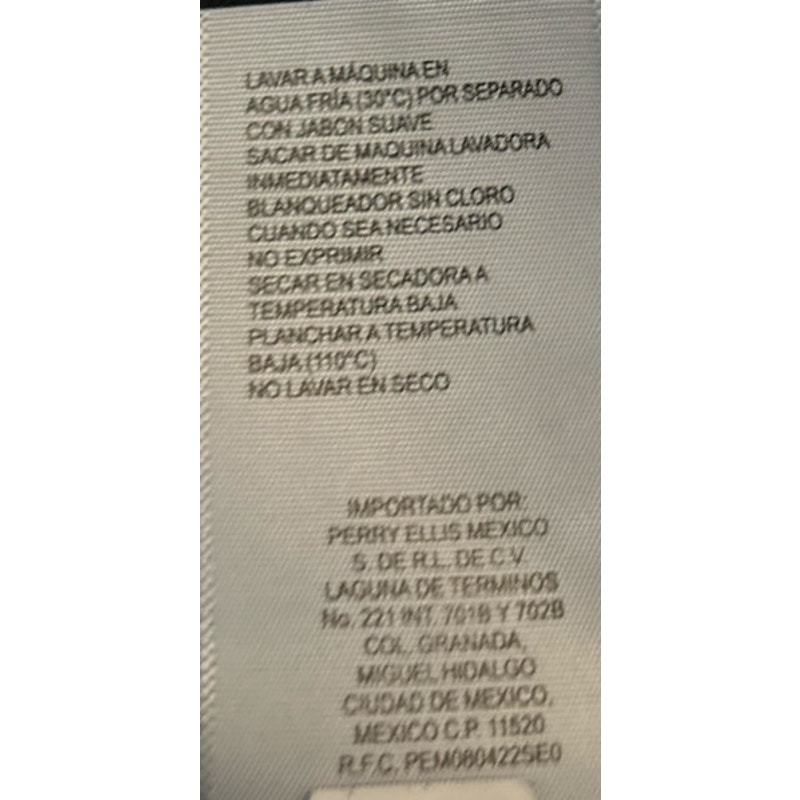 LAVAR A MÁQUINA EN
AGUA FRÍA (30°C) POR SEPARADO
CON JABON SUAVE
SACAR DE MAQUINA LAVADORA
INMEDIATAMENTE
BLANQUEADOR SIN CLORO
CUANDO SEA NECESARIO
NO EXPRIMIR
SECAR EN SECADORA A
TEMPERATURA BAJA
PLANCHAR A TEMPERATURA
BAJA (110°C)
NO LAVAR EN SECO
IMPORTADO POR:
PERRY ELLIS MEXICO
S. DE R.L. DE C.V.
LAGUNA DE TERMINOS
No. 221 INT. 701B Y 702B
COL. GRANADA,
MIGUEL HIDALGO
CIUDAD DE MEXICO,
MEXICO C.P. 11520
R.F.C. PEM0804225E0